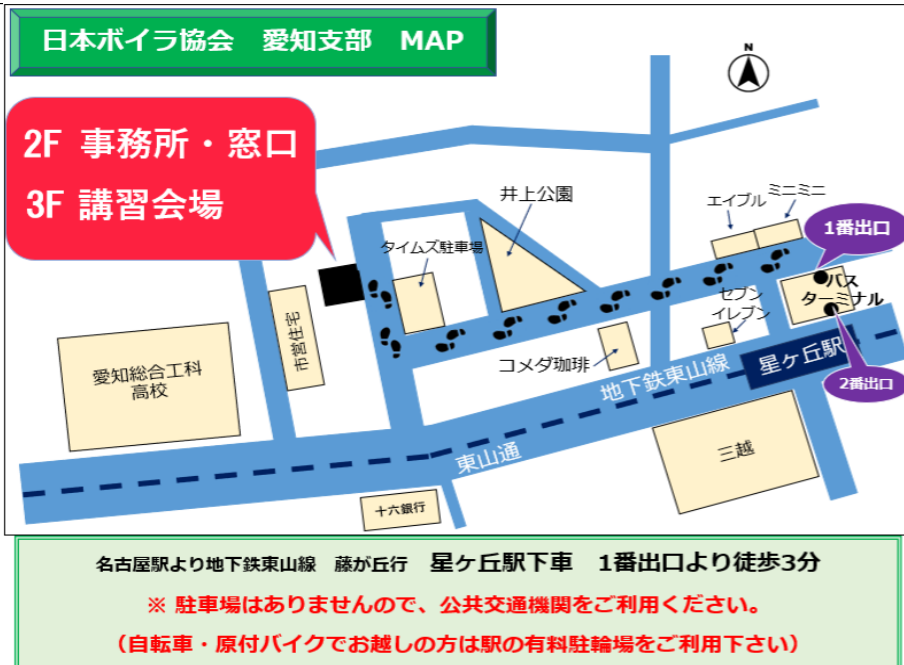 日本ボイラ協会 愛知支部 MAP
N
2F 事務所・窓口
3F 講習会場
井上公園
エイブル
ミニミニ
1番出口
タイムズ駐車場
バス
ターミナル
セブン
イレブン
市営住宅
愛知総合工科
高校
コメダ珈琲
地下鉄東山線
星ヶ丘駅
2番出口
東山通
三越
十六銀行
名古屋駅より地下鉄東山線 藤が丘行 星ヶ丘駅下車 1番出口より徒歩3分
※ 駐車場はありませんので、公共交通機関をご利用ください。
（自転車・原付バイクでお越しの方は駅の有料駐輪場をご利用下さい）